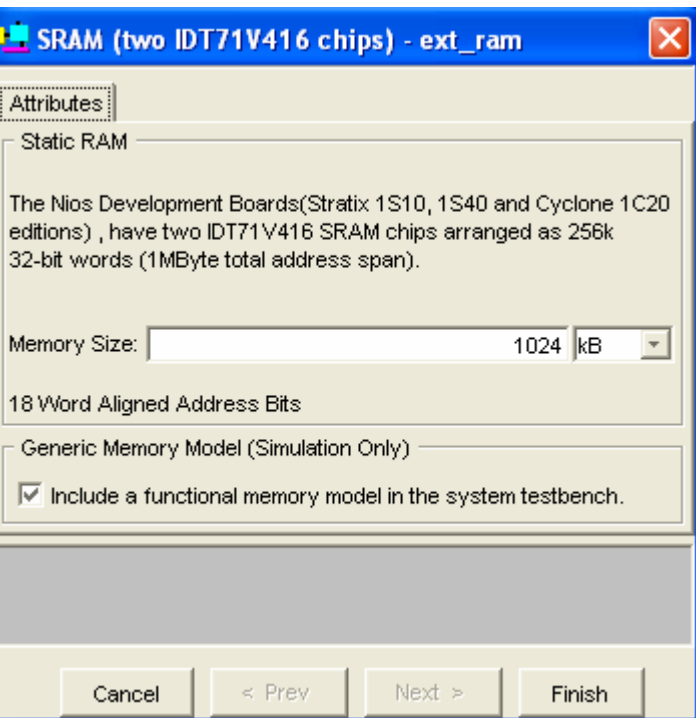 SRAM (two IDT71V416 chips) - ext_ram
Attributes
Static RAM
The Nios Development Boards(Stratix 1S10, 1S40 and Cyclone 1C20
editions) , have two IDT71V416 SRAM chips arranged as 256k
32-bit words (1MByte total address span).
Memory Size: 1024 kB
18 Word Aligned Address Bits
Generic Memory Model (Simulation Only)
Include a functional memory model in the system testbench.
Cancel < Prev Next > Finish